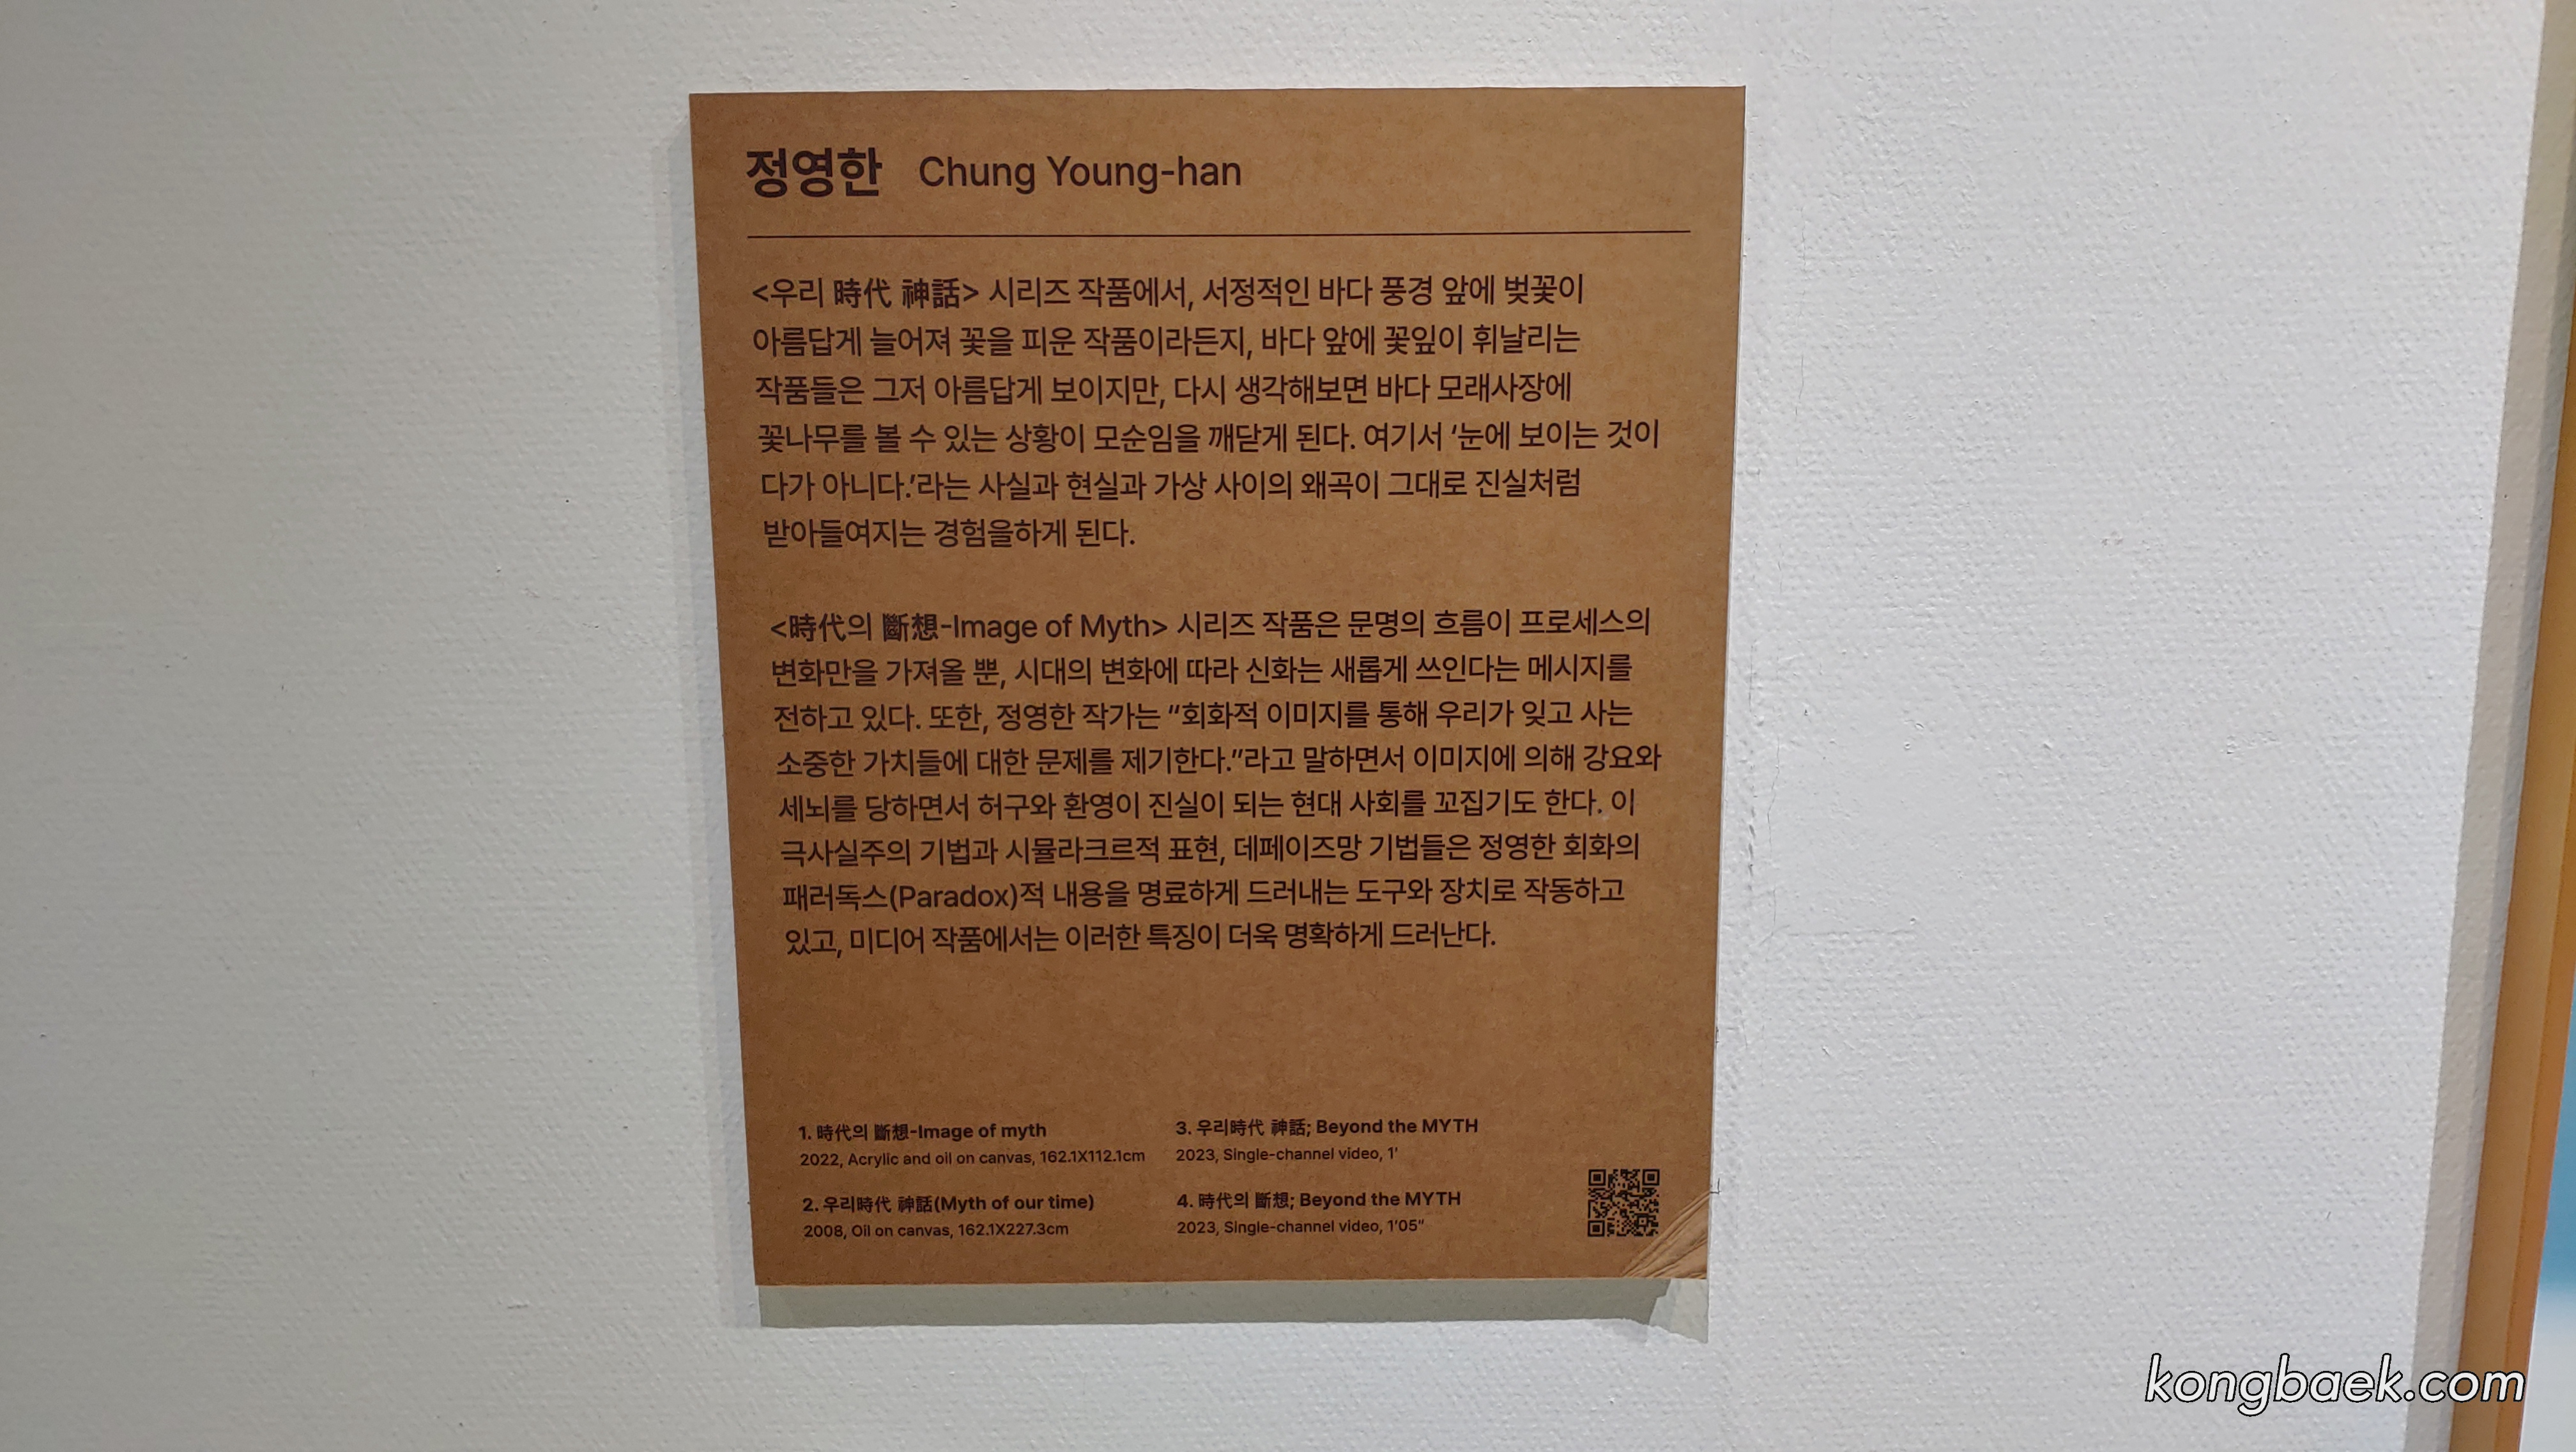 정영한 Chung Young-han
<우리 時代 神話> 시리즈 작품에서, 서정적인 바다 풍경 앞에 벚꽃이
아름답게 늘어져 꽃을 피운 작품이라든지, 바다 앞에 꽃잎이 휘날리는
작품들은 그저 아름답게 보이지만, 다시 생각해보면 바다 모래사장에
꽃나무를 볼 수 있는 상황이 모순임을 깨닫게 된다. 여기서 ‘눈에 보이는 것이
다가 아니다.’라는 사실과 현실과 가상 사이의 왜곡이 그대로 진실처럼
받아들여지는 경험을하게 된다.
<時代의 斷想-Image of Myth> 시리즈 작품은 문명의 흐름이 프로세스의
변화만을 가져올 뿐, 시대의 변화에 따라 신화는 새롭게 쓰인다는 메시지를
전하고 있다. 또한, 정영한 작가는 “회화적 이미지를 통해 우리가 잊고 사는
소중한 가치들에 대한 문제를 제기한다.”라고 말하면서 이미지에 의해 강요와
세뇌를 당하면서 허구와 환영이 진실이 되는 현대 사회를 꼬집기도 한다. 이
극사실주의 기법과 시뮬라크르적 표현, 데페이즈망 기법들은 정영한 회화의
패러독스(Paradox)적 내용을 명료하게 드러내는 도구와 장치로 작동하고
있고, 미디어 작품에서는 이러한 특징이 더욱 명확하게 드러난다.
1. 時代의 斷想-Image of myth
2022, Acrylic and oil on canvas, 162.1X112.1cm
2. 우리時代 神話(Myth of our time)
2008, Oil on canvas, 162.1X227.3cm
3. 우리時代 神話; Beyond the MYTH
2023, Single-channel video, 1’
4. 時代의 斷想; Beyond the MYTH
2023, Single-channel video, 1’05”
kongbaek.com